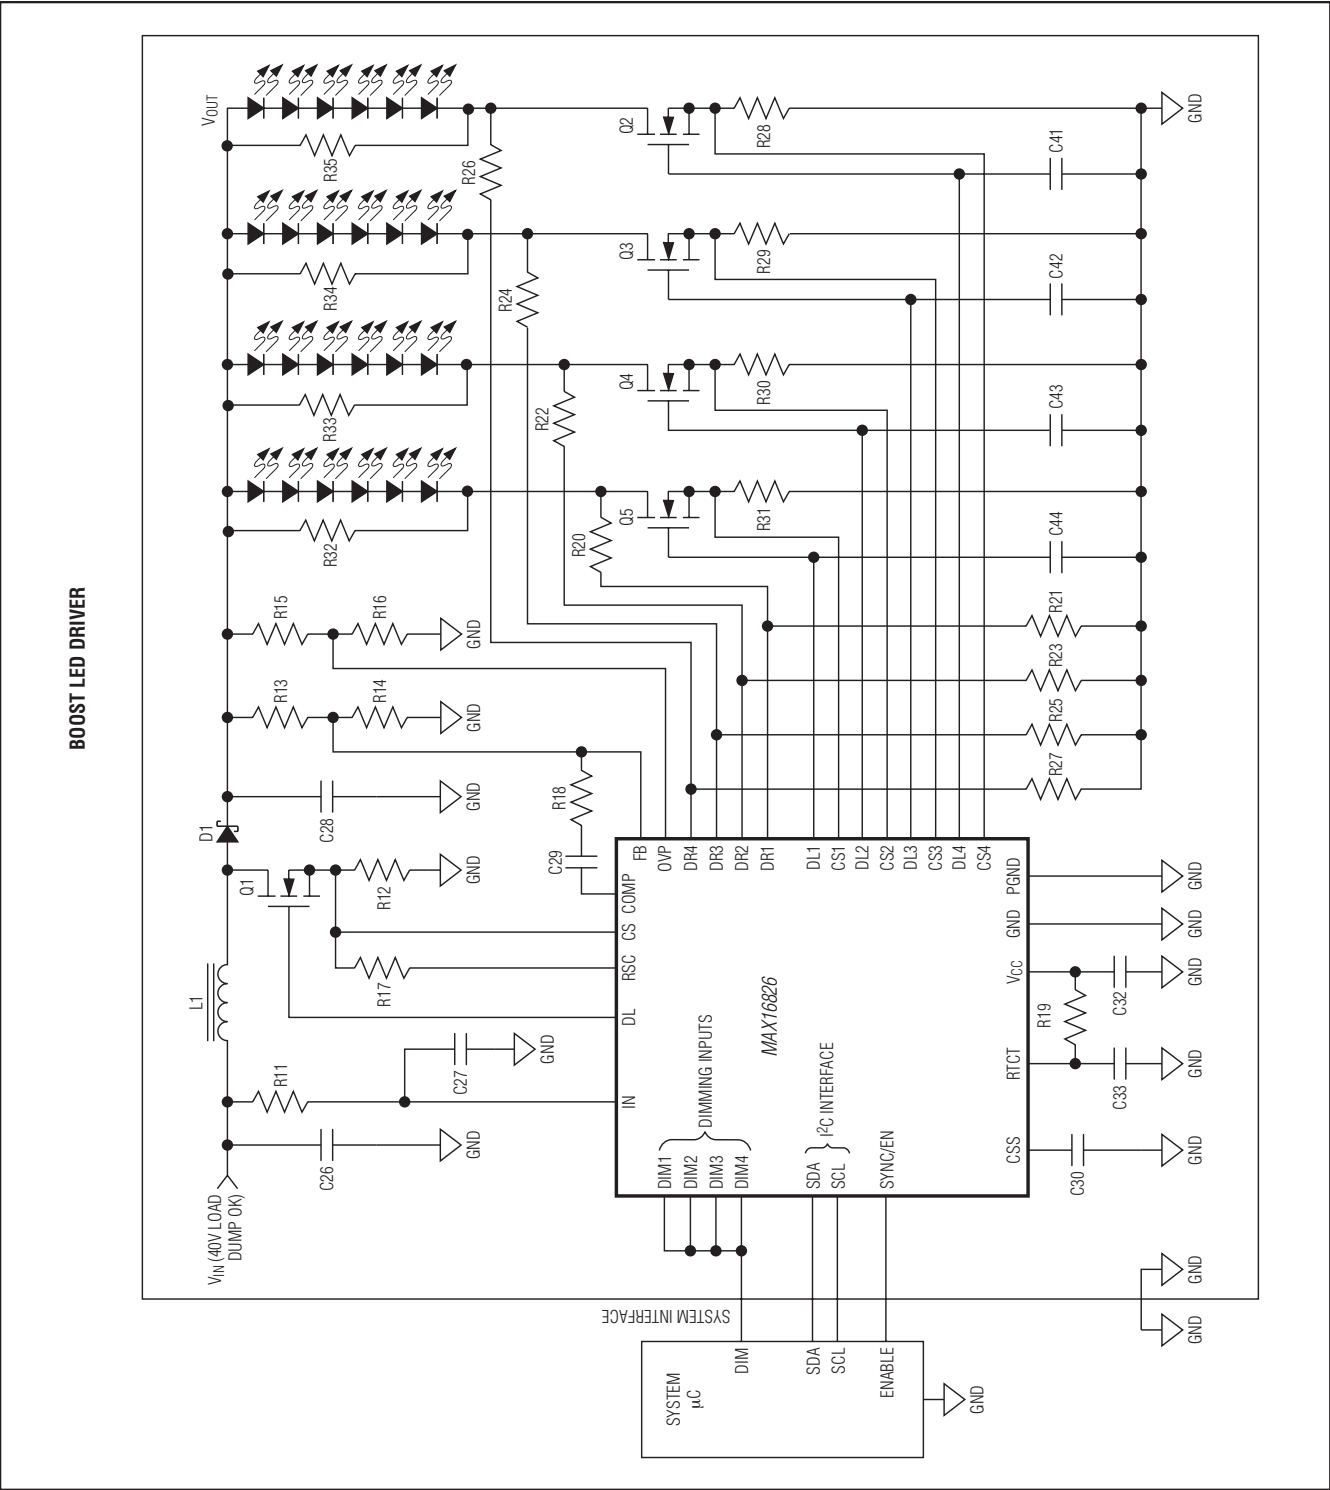 BOOST LED DRIVER
VIN (40V LOAD
DUMP OK)
L1
D1
VOUT
R11
C26
GND
C27
GND
Q1
R12
GND
R17
C28
GND
R13
R14
GND
R15
R16
GND
R18
C29
R32
R33
R34
R35
R20
R22
R24
R26
Q5
Q4
Q3
Q2
R31
R30
R29
R28
C44
C43
C42
C41
GND
R21
R23
R25
R27
IN
DL
RSC
CS
COMP
FB
OVP
DR4
DR3
DR2
DR1
DL1
CS1
DL2
CS2
DL3
CS3
DL4
CS4
MAX16826
DIM1
DIM2
DIM3
DIM4
DIMMING INPUTS
SDA
SCL
I2C INTERFACE
SYNC/EN
CSS
RTCT
VCC
GND
PGND
C30
GND
C33
GND
R19
C32
GND
GND
GND
SYSTEM INTERFACE
SYSTEM
μC
DIM
SDA
SCL
ENABLE
GND
GND
GND